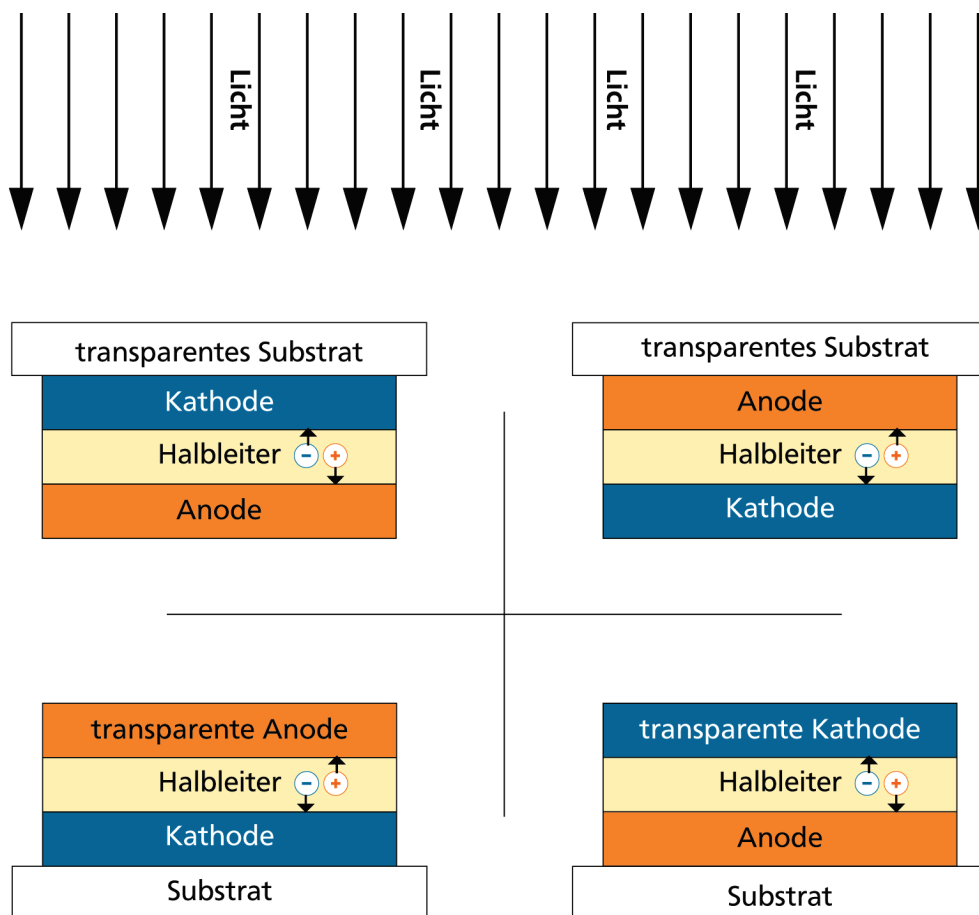 Licht
Licht
Licht
Licht
transparentes Substrat
Kathode
Halbleiter - +
Anode
transparentes Substrat
Anode
Halbleiter - +
Kathode
transparente Anode
Halbleiter - +
Kathode
Substrat
transparente Kathode
Halbleiter - +
Anode
Substrat